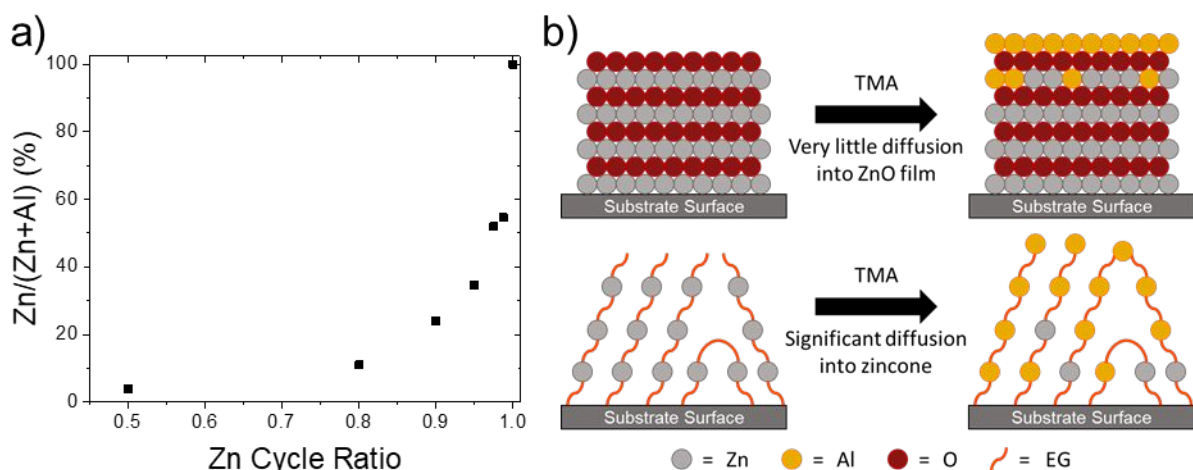 a)
Zn/(Zn+Al) (%)
100
80
60
40
20
0
0.5
0.6
0.7
0.8
0.9
1.0
Zn Cycle Ratio
b)
TMA
Very little diffusion
into ZnO film
Substrate Surface
Substrate Surface
TMA
Significant diffusion
into zincone
Substrate Surface
Substrate Surface
= Zn
= Al
= O
= EG